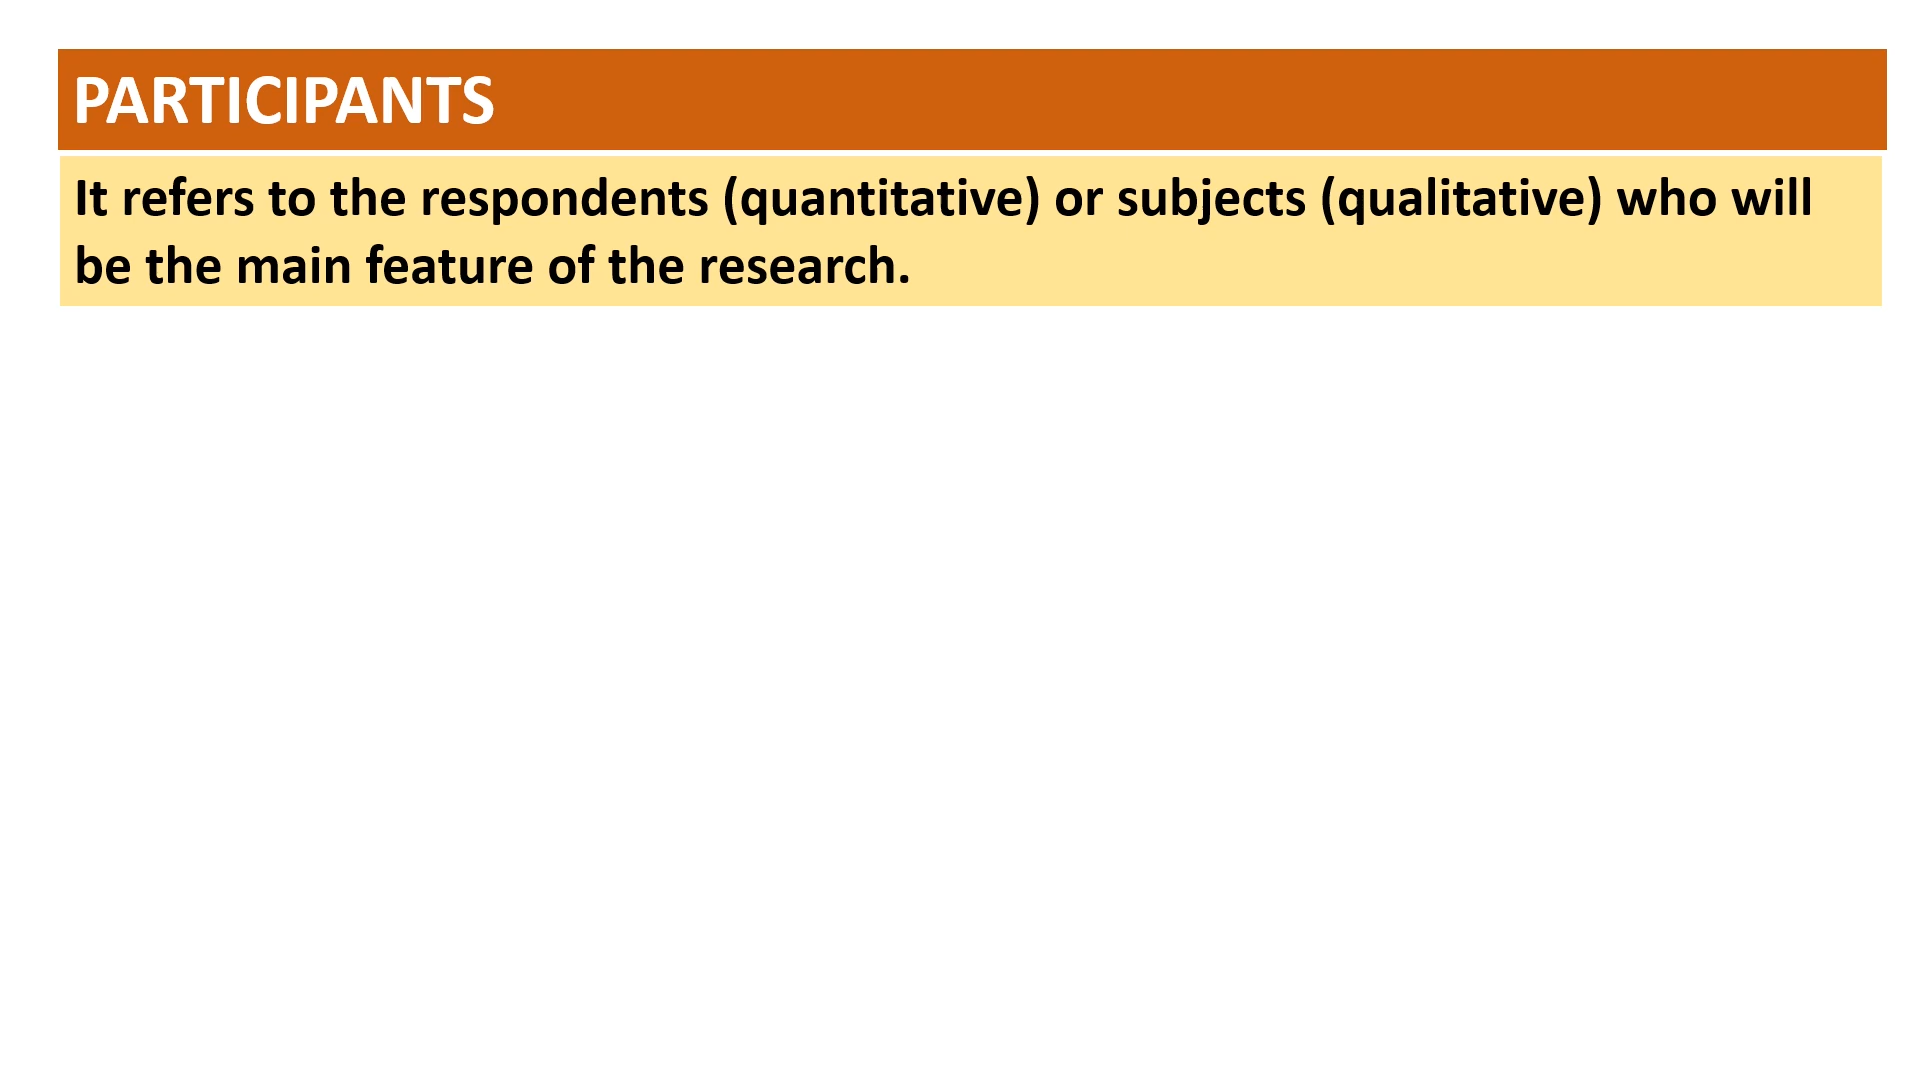 PARTICIPANTS
It refers to the respondents (quantitative) or subjects (qualitative) who will
be the main feature of the research.